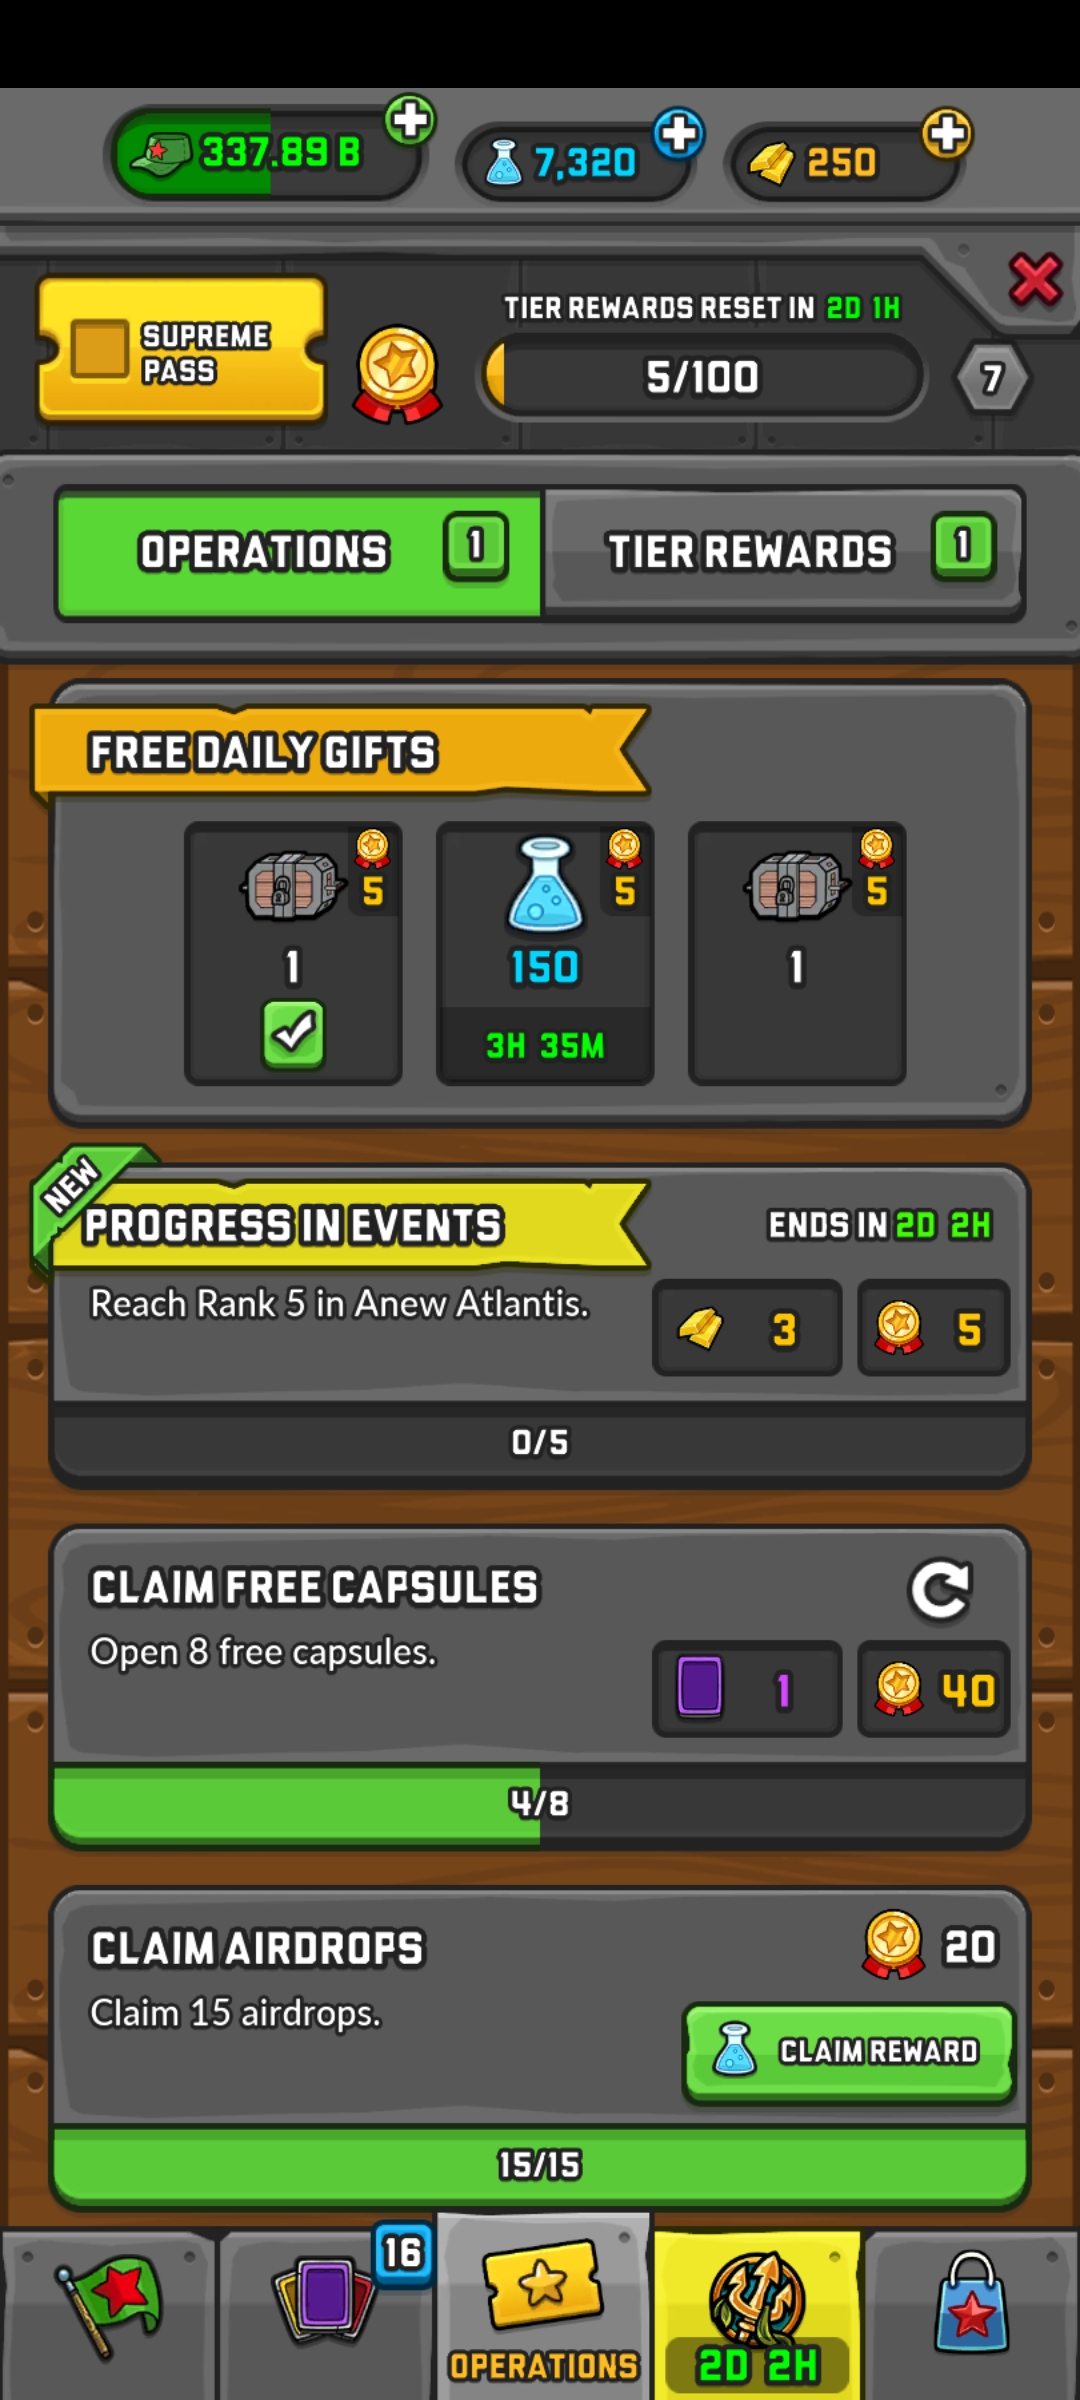 337.89 B
7,320
250
SUPREME
PASS
TIER REWARDS RESET IN 2D 1H
5/100
7
OPERATIONS 1
TIER REWARDS 1
FREE DAILY GIFTS
5
5
5
1
150
1
3H 35M
NEW
PROGRESS IN EVENTS
ENDS IN 2D 2H
Reach Rank 5 in Anew Atlantis.
3
5
0/5
CLAIM FREE CAPSULES
Open 8 free capsules.
1
40
4/8
CLAIM AIRDROPS
20
Claim 15 airdrops.
CLAIM REWARD
15/15
16
OPERATIONS
2D 2H